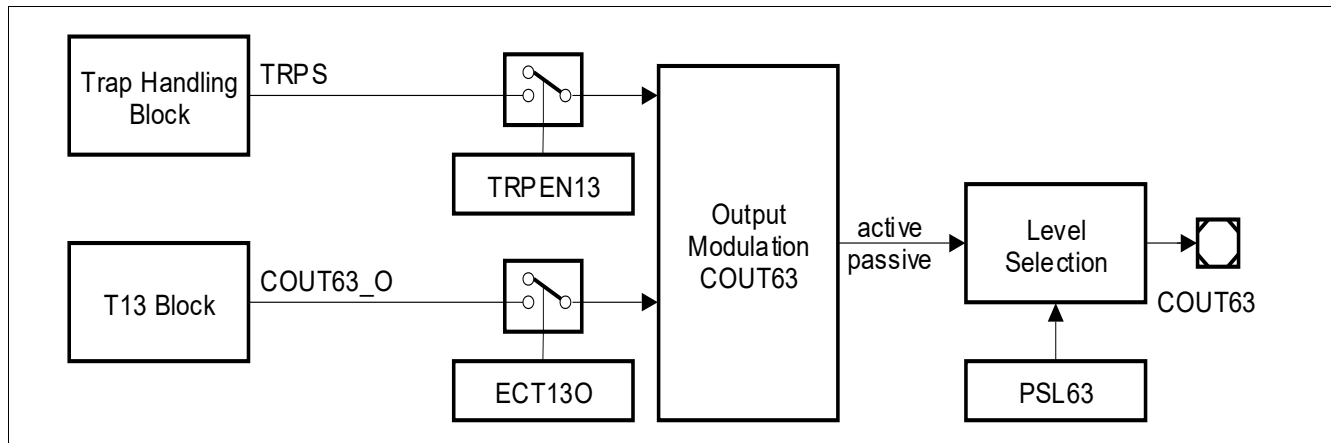 Trap Handling
Block
TRPS
TRPEN13
T13 Block
COUT63_O
ECT13O
Output
Modulation
COUT63
active
passive
Level
Selection
COUT63
PSL63